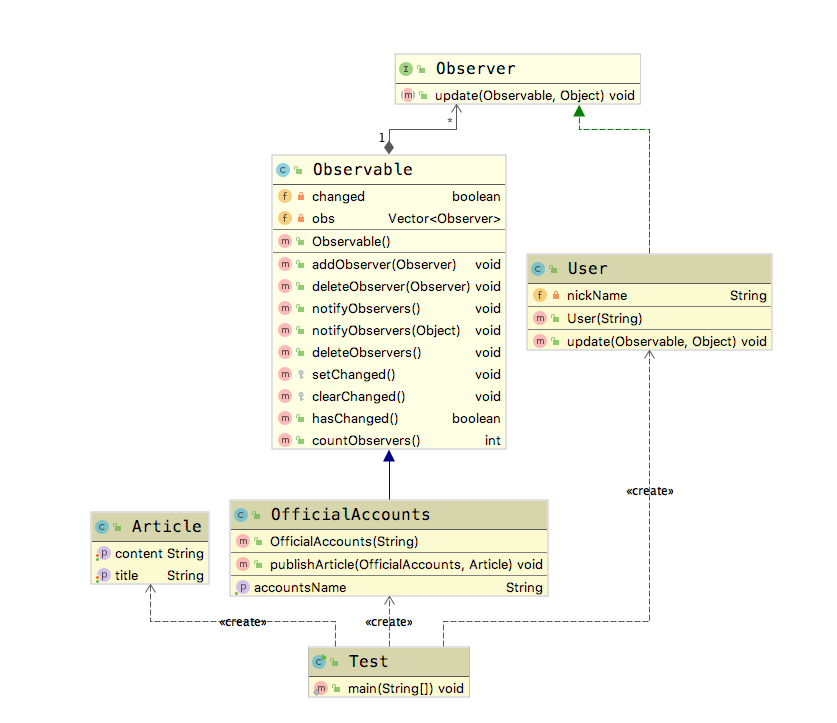 Observer
update(Observable, Object) void
*
1
Observable
changed boolean
obs Vector<Observer>
Observable()
addObserver(Observer) void
deleteObserver(Observer) void
notifyObservers() void
notifyObservers(Object) void
deleteObservers() void
setChanged() void
clearChanged() void
hasChanged() boolean
countObservers() int
User
nickName String
User(String)
update(Observable, Object) void
«create»
Article
content String
title String
OfficialAccounts
OfficialAccounts(String)
publishArticle(OfficialAccounts, Article) void
accountsName String
«create»
«create»
Test
main(String[]) void